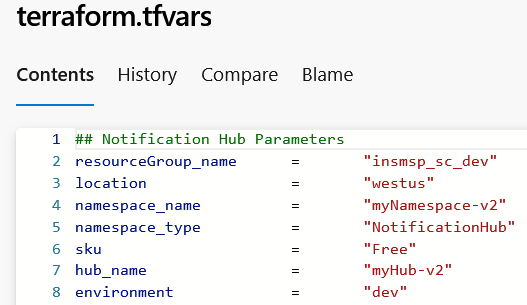 terraform.tfvars
Contents History Compare Blame
1 ## Notification Hub Parameters
2 resourceGroup_name = "insmsp_sc_dev"
3 location = "westus"
4 namespace_name = "myNamespace-v2"
5 namespace_type = "NotificationHub"
6 sku = "Free"
7 hub_name = "myHub-v2"
8 environment = "dev"